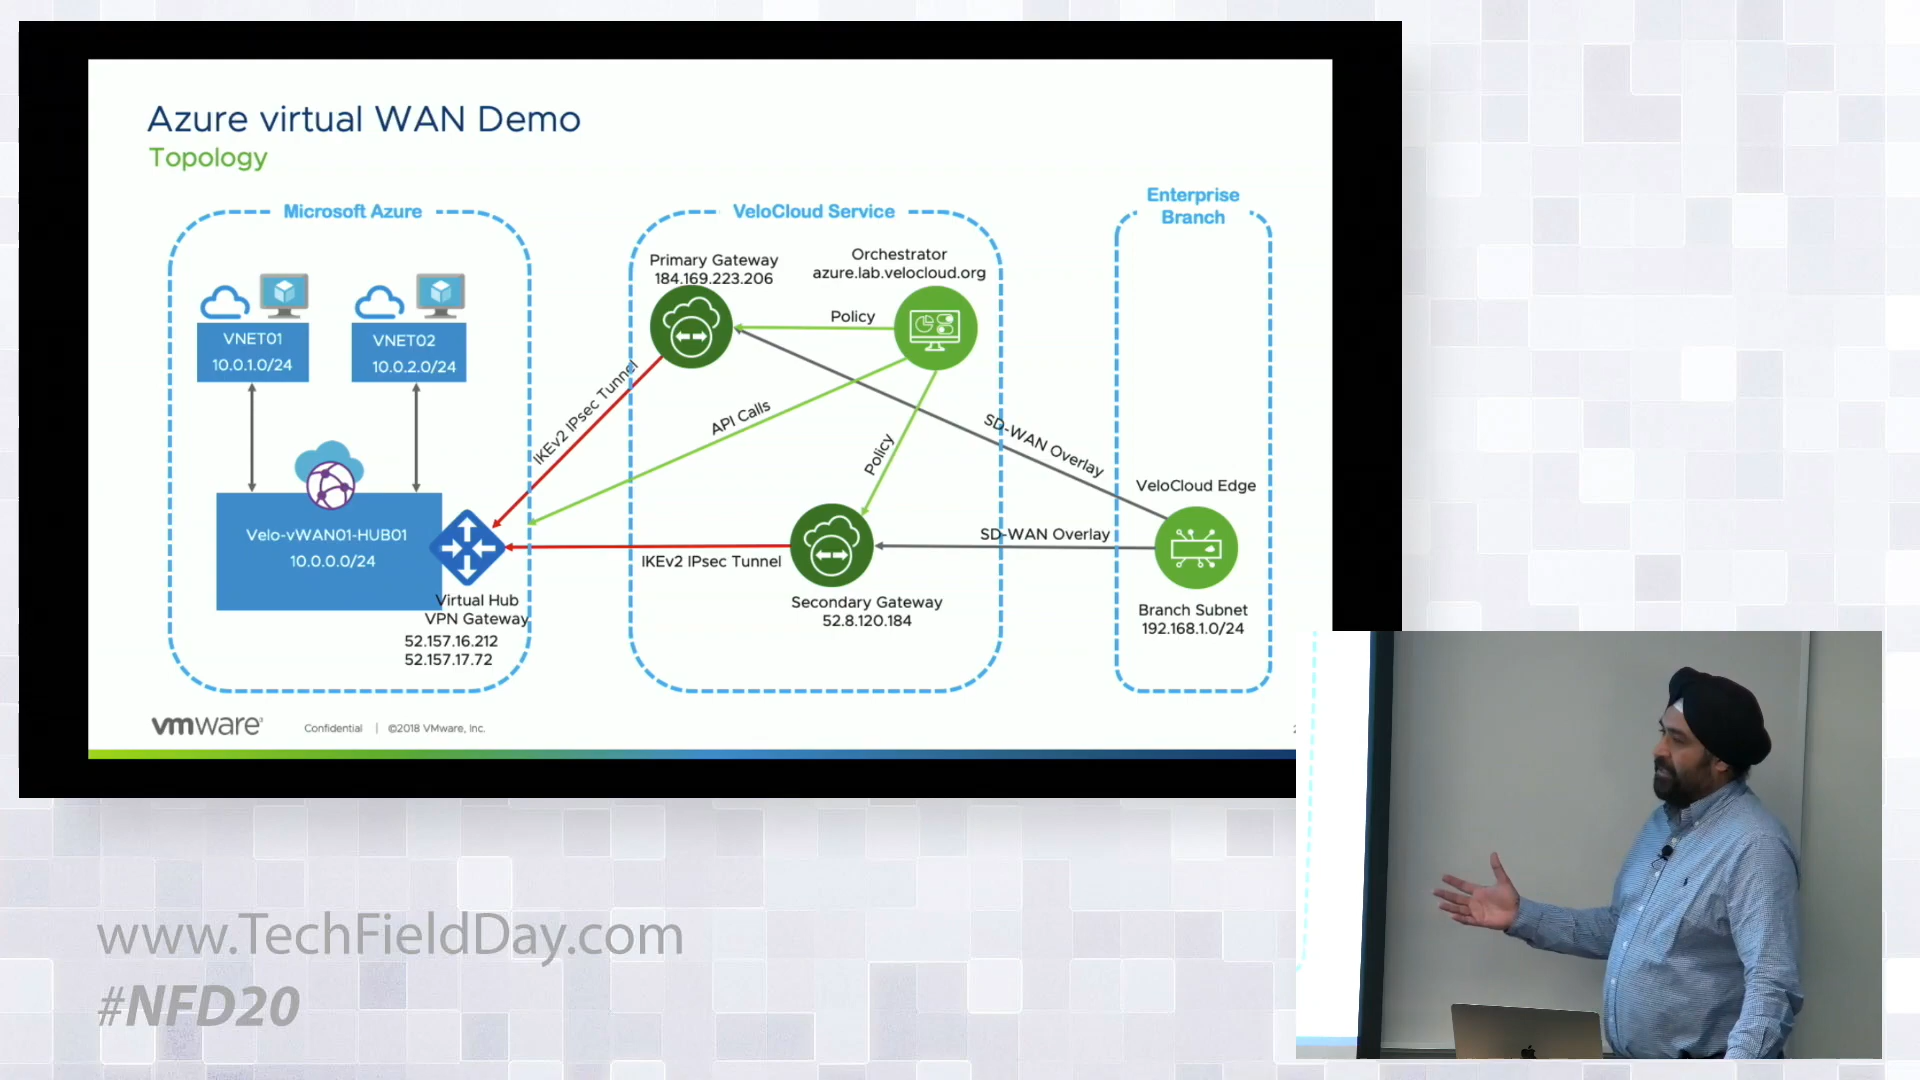 Azure virtual WAN Demo
Topology
Microsoft Azure
VNET01
10.0.1.0/24
VNET02
10.0.2.0/24
Velo-vWAN01-HUB01
10.0.0.0/24
Virtual Hub
VPN Gateway
52.157.16.212
52.157.17.72
VeloCloud Service
Primary Gateway
184.169.223.206
Orchestrator
azure.lab.velocloud.org
Policy
IKEv2 IPsec Tunnel
API Calls
Policy
SD-WAN Overlay
SD-WAN Overlay
IKEv2 IPsec Tunnel
Secondary Gateway
52.8.120.184
Enterprise
Branch
VeloCloud Edge
Branch Subnet
192.168.1.0/24
vmware
Confidential | ©2018 VMware, Inc.
www.TechFieldDay.com
#NFD20